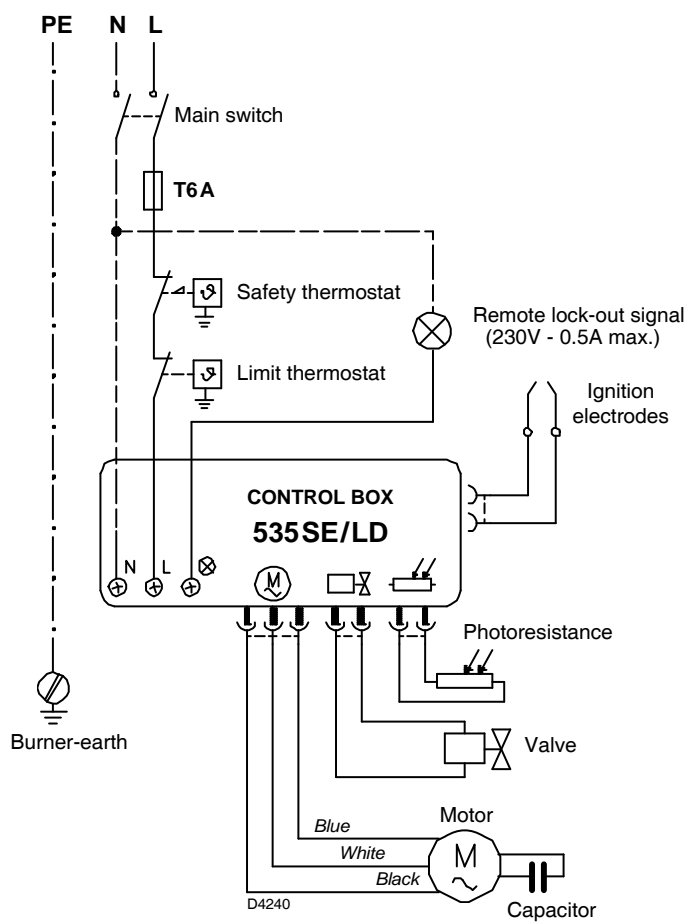 PE N L
Main switch
T6A
Safety thermostat
Remote lock-out signal
(230V - 0.5A max.)
Limit thermostat
Ignition
electrodes
CONTROL BOX
535SE/LD
N L
M
Photoresistance
Burner-earth
Valve
Motor
Blue
White
M
Black
D4240
Capacitor